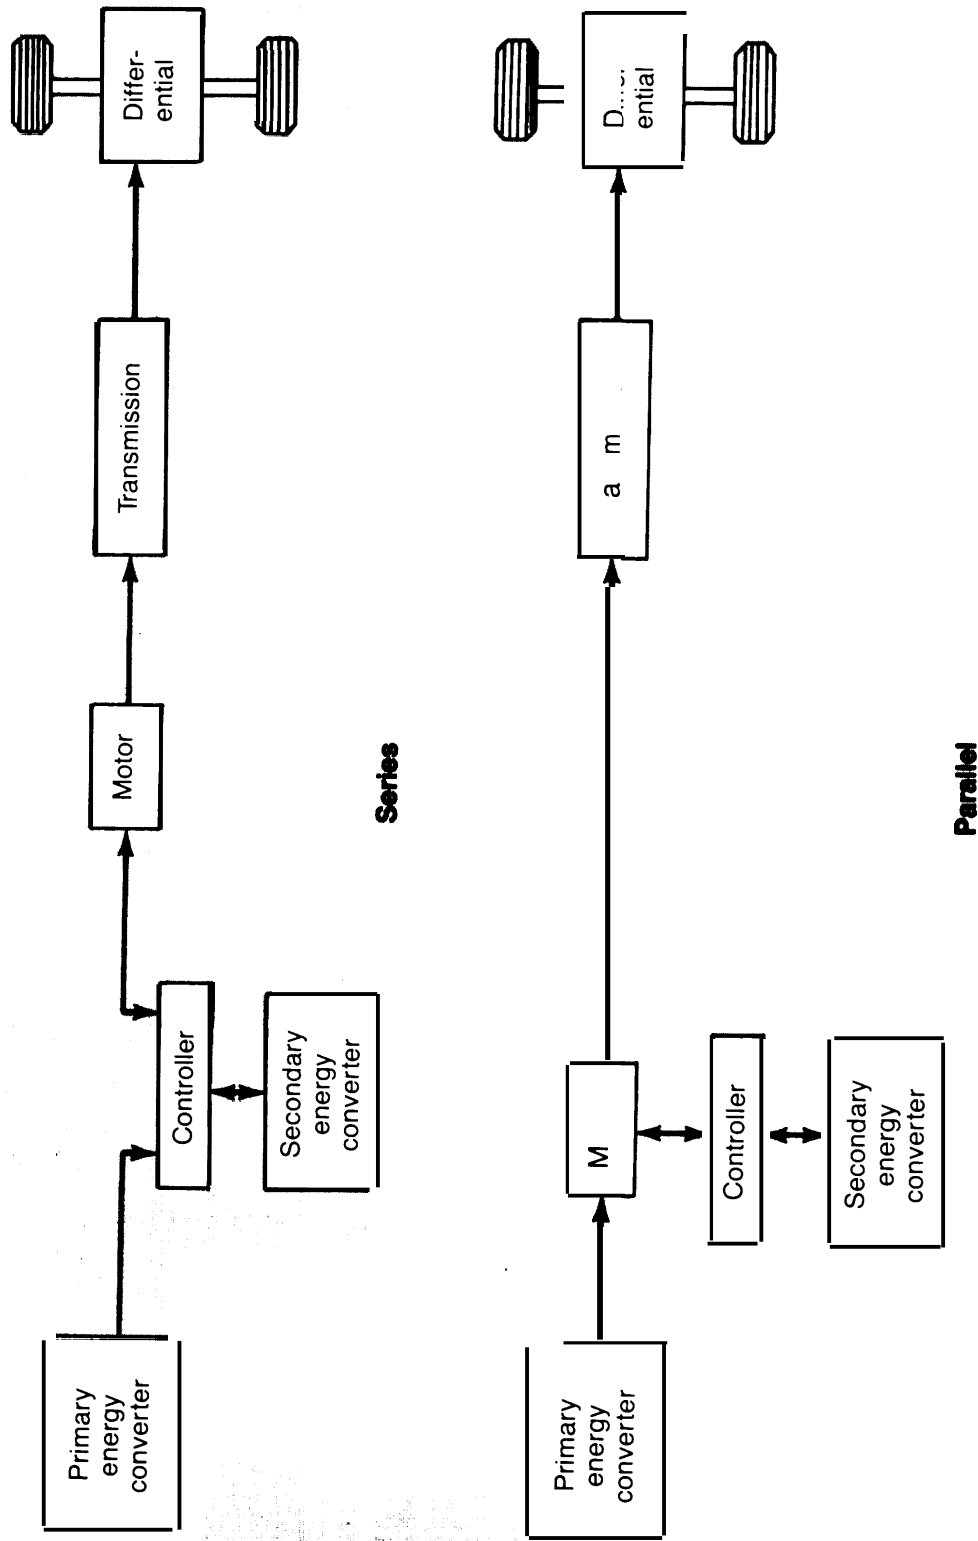 Primary
energy
converter
Controller
Secondary
energy
converter
Motor
Transmission
Differ-
ential
Series
Primary
energy
converter
M
Controller
Secondary
energy
converter
a m
ential
Parallel